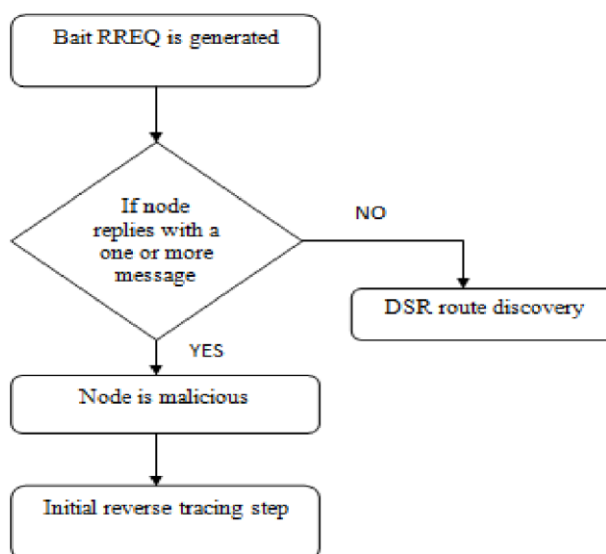 Bait RREQ is generated
If node
replies with a
one or more
message
NO
DSR route discovery
YES
Node is malicious
Initial reverse tracing step